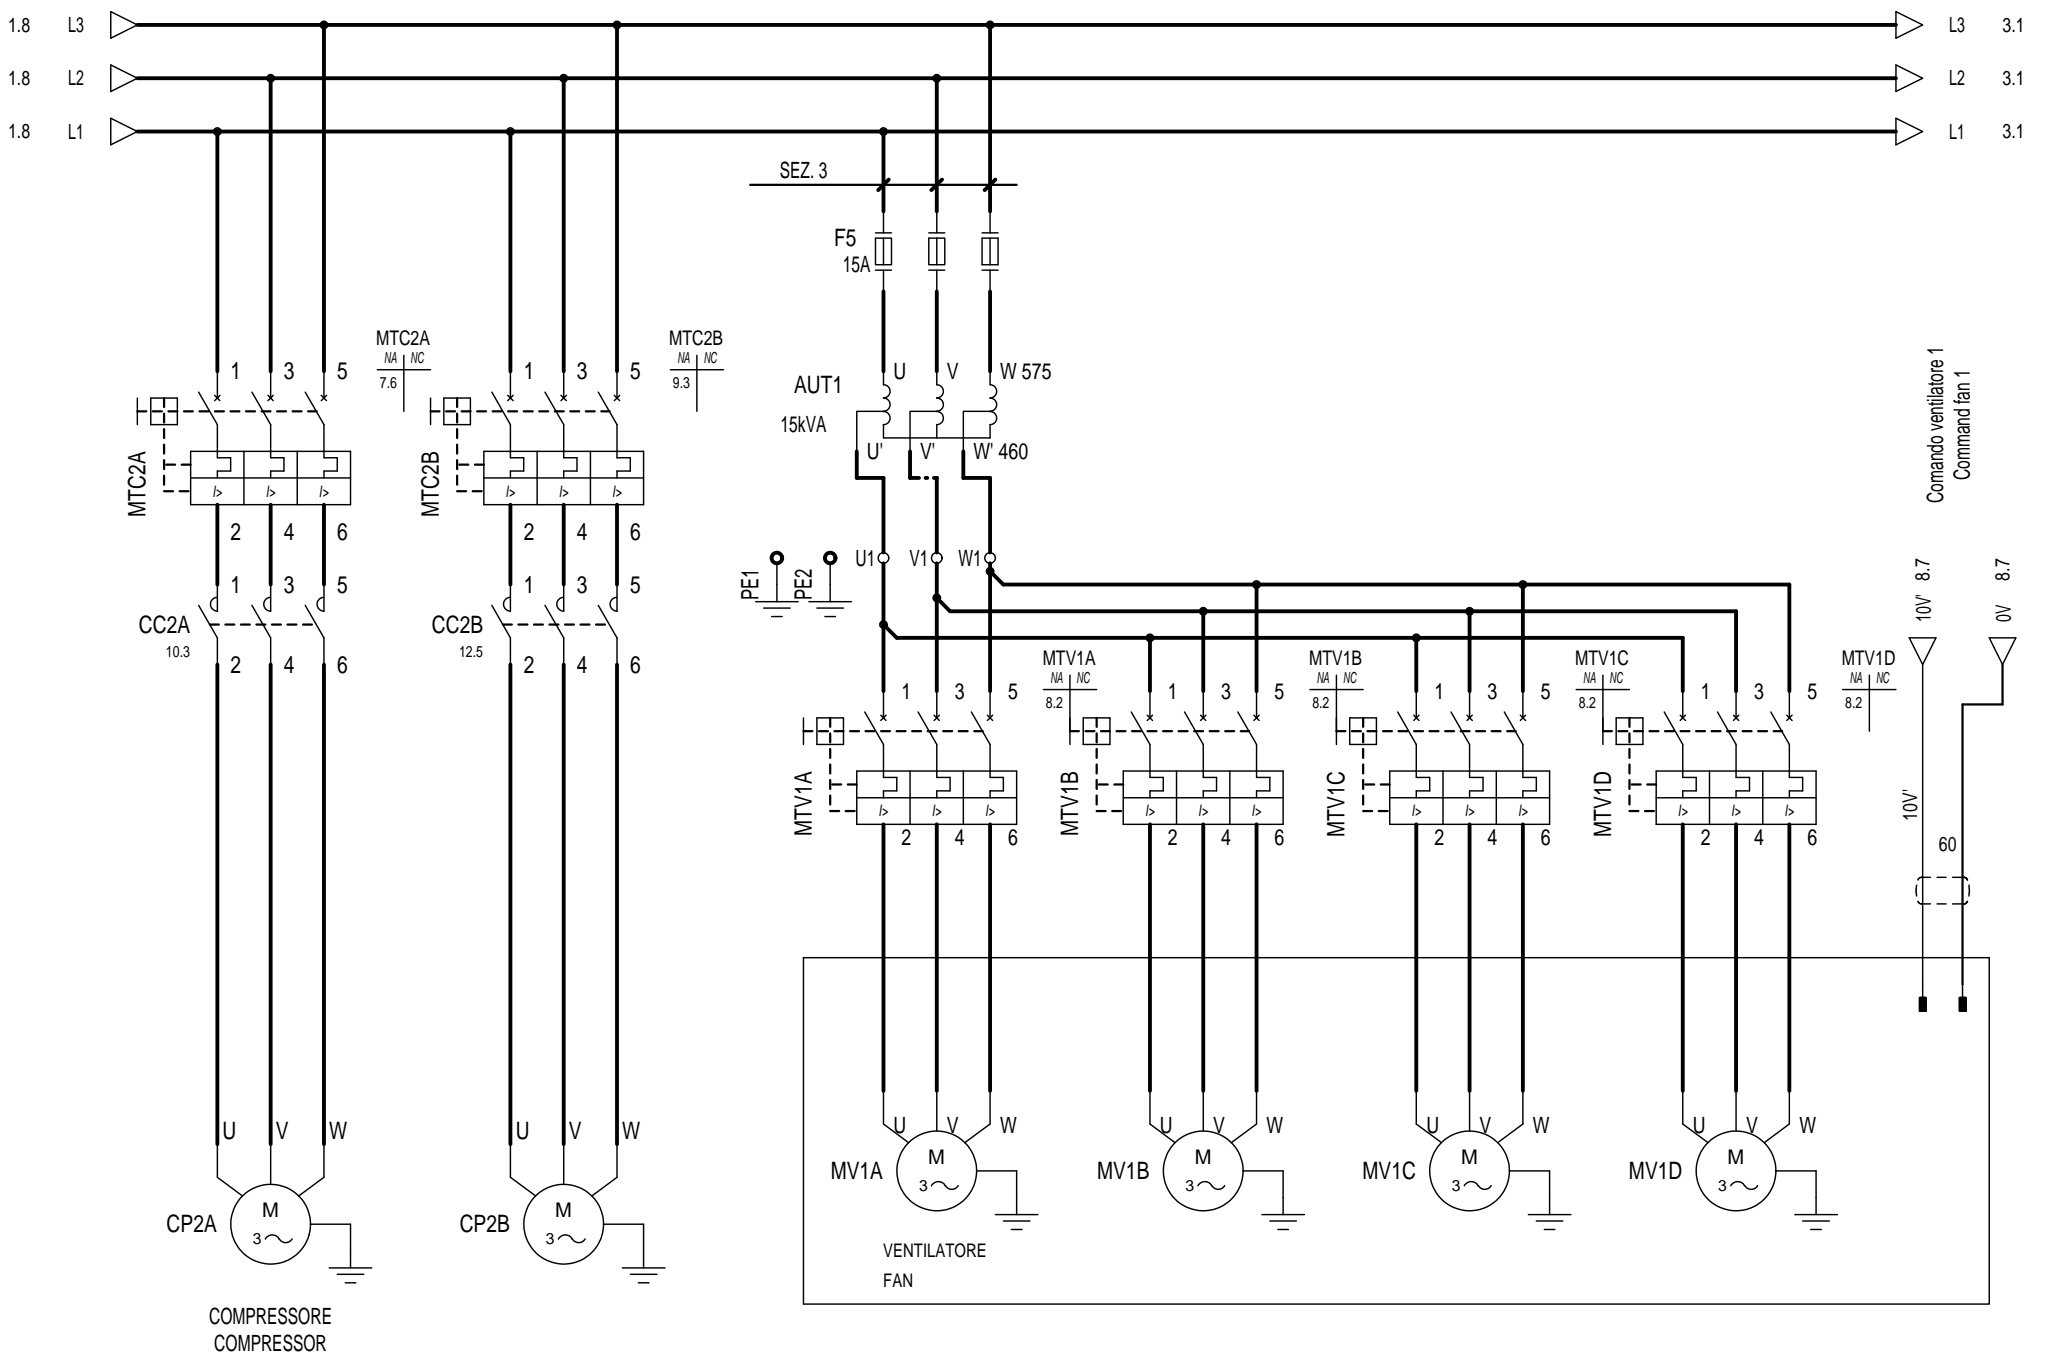 1.8 L3 L3 3.1
1.8 L2 L2 3.1
1.8 L1 L1 3.1
SEZ. 3
F5
15A
MTC2A
NA NC
7.6
MTC2B
NA NC
9.3
1 3 5
1 3 5
U V W 575
AUT1
15kVA
U' V' W' 460
Comando ventilatore 1
Command fan 1
MTC2A
I> I> I>
MTC2B
I> I> I>
2 4 6
2 4 6
PE1
PE2
U1 V1 W1
10V' 8.7
0V 8.7
1 3 5
1 3 5
CC2A
10.3
CC2B
12.5
2 4 6
2 4 6
MTV1A
NA NC
8.2
MTV1B
NA NC
8.2
MTV1C
NA NC
8.2
MTV1D
NA NC
8.2
1 3 5
1 3 5
1 3 5
1 3 5
MTV1A
I> I> I>
MTV1B
I> I> I>
MTV1C
I> I> I>
MTV1D
I> I> I>
2 4 6
2 4 6
2 4 6
2 4 6
10V'
60
U V W
U V W
U V W
U V W
U V W
U V W
MV1A
M
3
MV1B
M
3
MV1C
M
3
MV1D
M
3
CP2A
M
3
CP2B
M
3
VENTILATORE
FAN
COMPRESSORE
COMPRESSOR